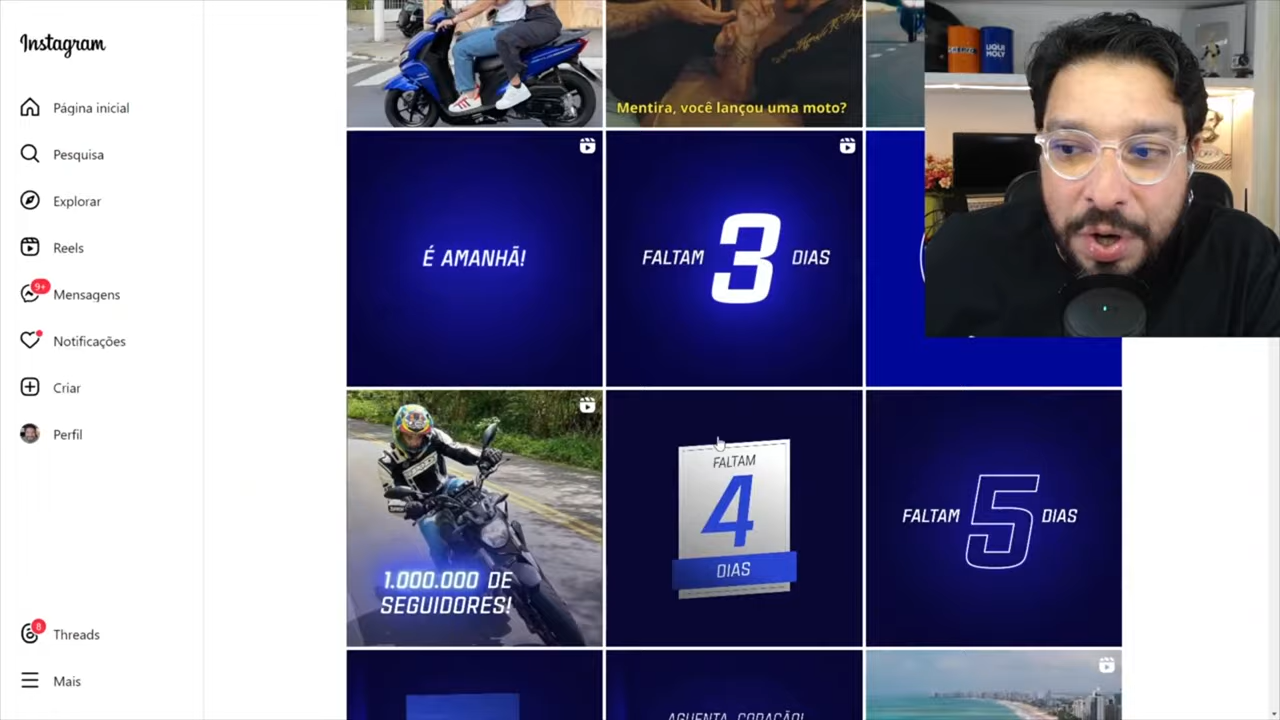 Instagram
Página inicial
Pesquisa
Explorar
Reels
9+
Mensagens
Notificações
Criar
Perfil
8
Threads
Mais
Mentira, você lançou uma moto?
LIQUI
MOLY
É AMANHÃ!
FALTAM 3 DIAS
1.000.000 DE
SEGUIDORES!
FALTAM
4
DIAS
FALTAM 5 DIAS
AGUENTA, CORAÇÃO!